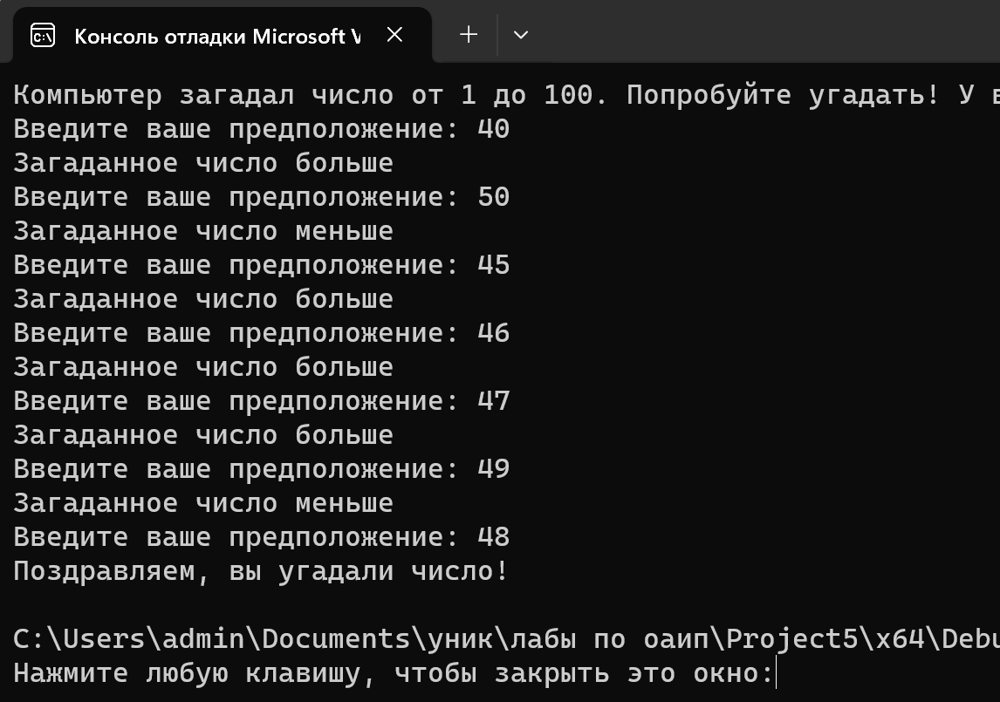 Консоль отладки Microsoft V
Компьютер загадал число от 1 до 100. Попробуйте угадать! У в
Введите ваше предположение: 40
Загаданное число больше
Введите ваше предположение: 50
Загаданное число меньше
Введите ваше предположение: 45
Загаданное число больше
Введите ваше предположение: 46
Загаданное число больше
Введите ваше предположение: 47
Загаданное число больше
Введите ваше предположение: 49
Загаданное число меньше
Введите ваше предположение: 48
Поздравляем, вы угадали число!
C:\Users\admin\Documents\уник\лабы по оаип\Project5\x64\Debu
Нажмите любую клавишу, чтобы закрыть это окно: